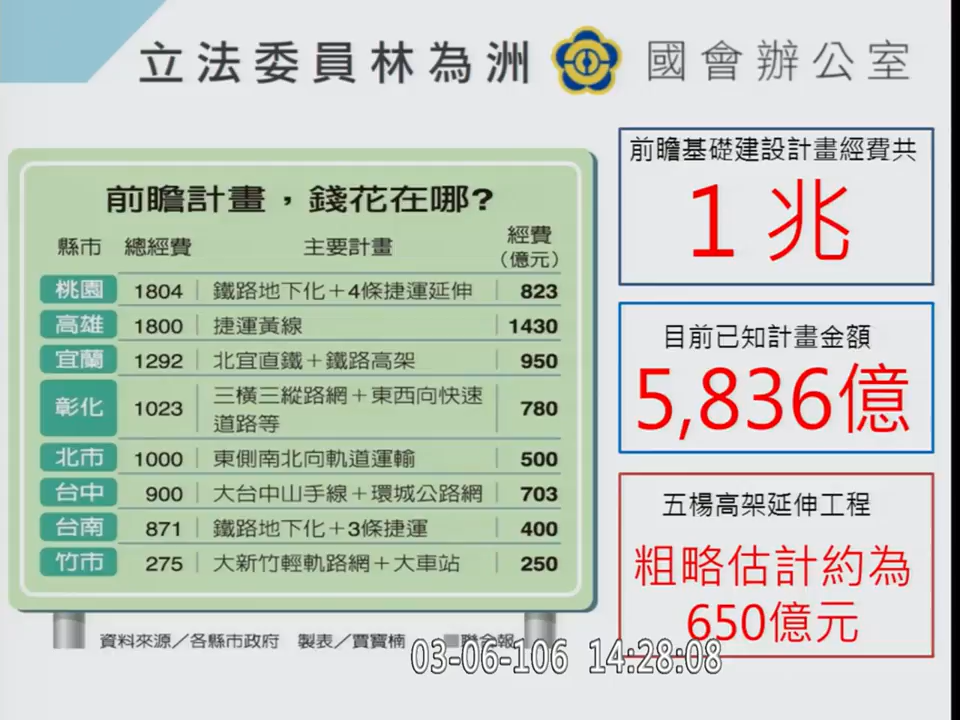 立法委員林為洲 國會辦公室
前瞻計畫，錢花在哪?
縣市 總經費 主要計畫 經費(億元)
桃園 1804 鐵路地下化＋4條捷運延伸 823
高雄 1800 捷運黃線 1430
宜蘭 1292 北宜直鐵＋鐵路高架 950
彰化 1023 三橫三縱路網＋東西向快速
道路等 780
北市 1000 東側南北向軌道運輸 500
台中 900 大台中山手線＋環城公路網 703
台南 871 鐵路地下化＋3條捷運 400
竹市 275 大新竹輕軌路網＋大車站 250
資料來源／各縣市政府 製表／賈寶楠 ■聯合報
前瞻基礎建設計畫經費共
1 兆
目前已知計畫金額
5,836億
五楊高架延伸工程
粗略估計約為
650億元
03-06-106 14:28:08